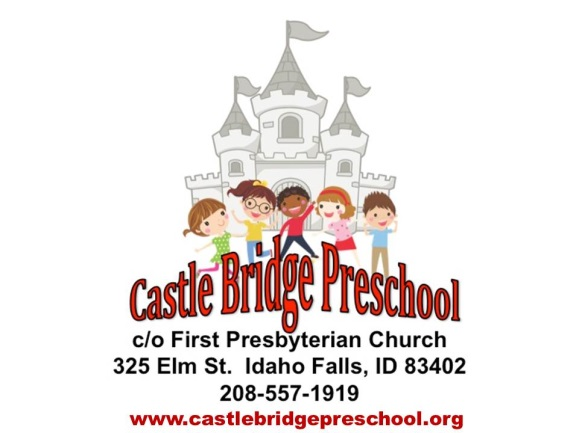 Castle Bridge Preschool
c/o First Presbyterian Church
325 Elm St.  Idaho Falls, ID 83402
208-557-1919
www.castlebridgepreschool.org